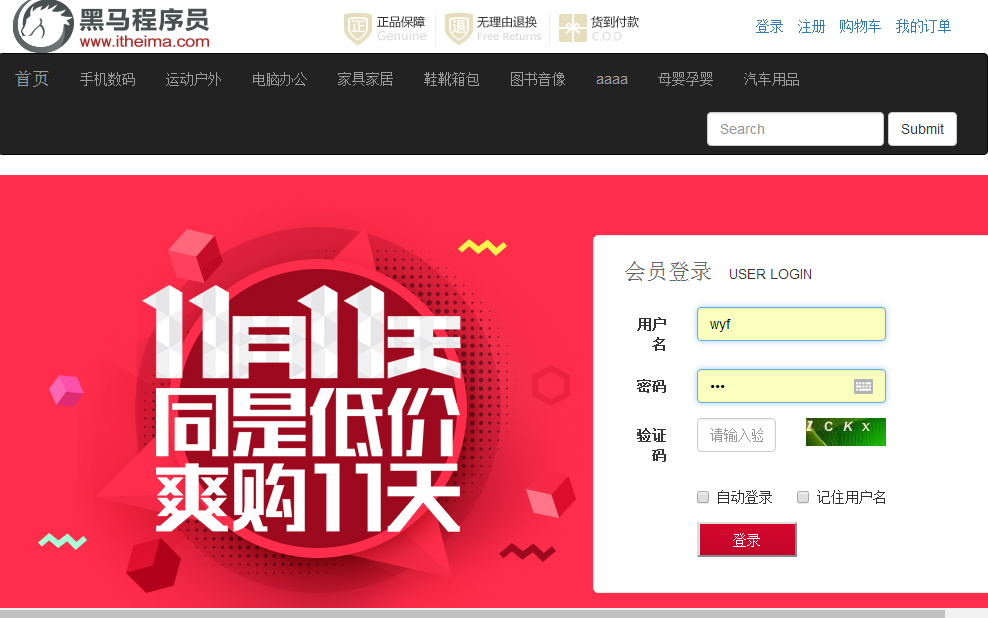 黑马程序员
www.itheima.com
正品保障
Genuine
无理由退换
Free Returns
货到付款
C.O.D
登录 注册 购物车 我的订单
首页 手机数码 运动户外 电脑办公 家具家居 鞋靴箱包 图书音像 aaaa 母婴孕婴 汽车用品
Search Submit
正
退
11月11天
同是低价
爽购11天
会员登录 USER LOGIN
用户
名
wyf
密码
•••
验证
码
请输入验
Z C K X
自动登录 记住用户名
登录